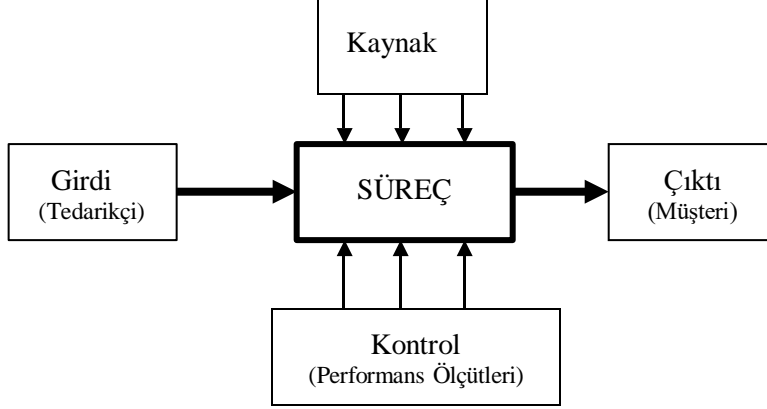 Kaynak
Girdi
(Tedarikçi)
SÜREÇ
Çıktı
(Müşteri)
Kontrol
(Performans Ölçütleri)